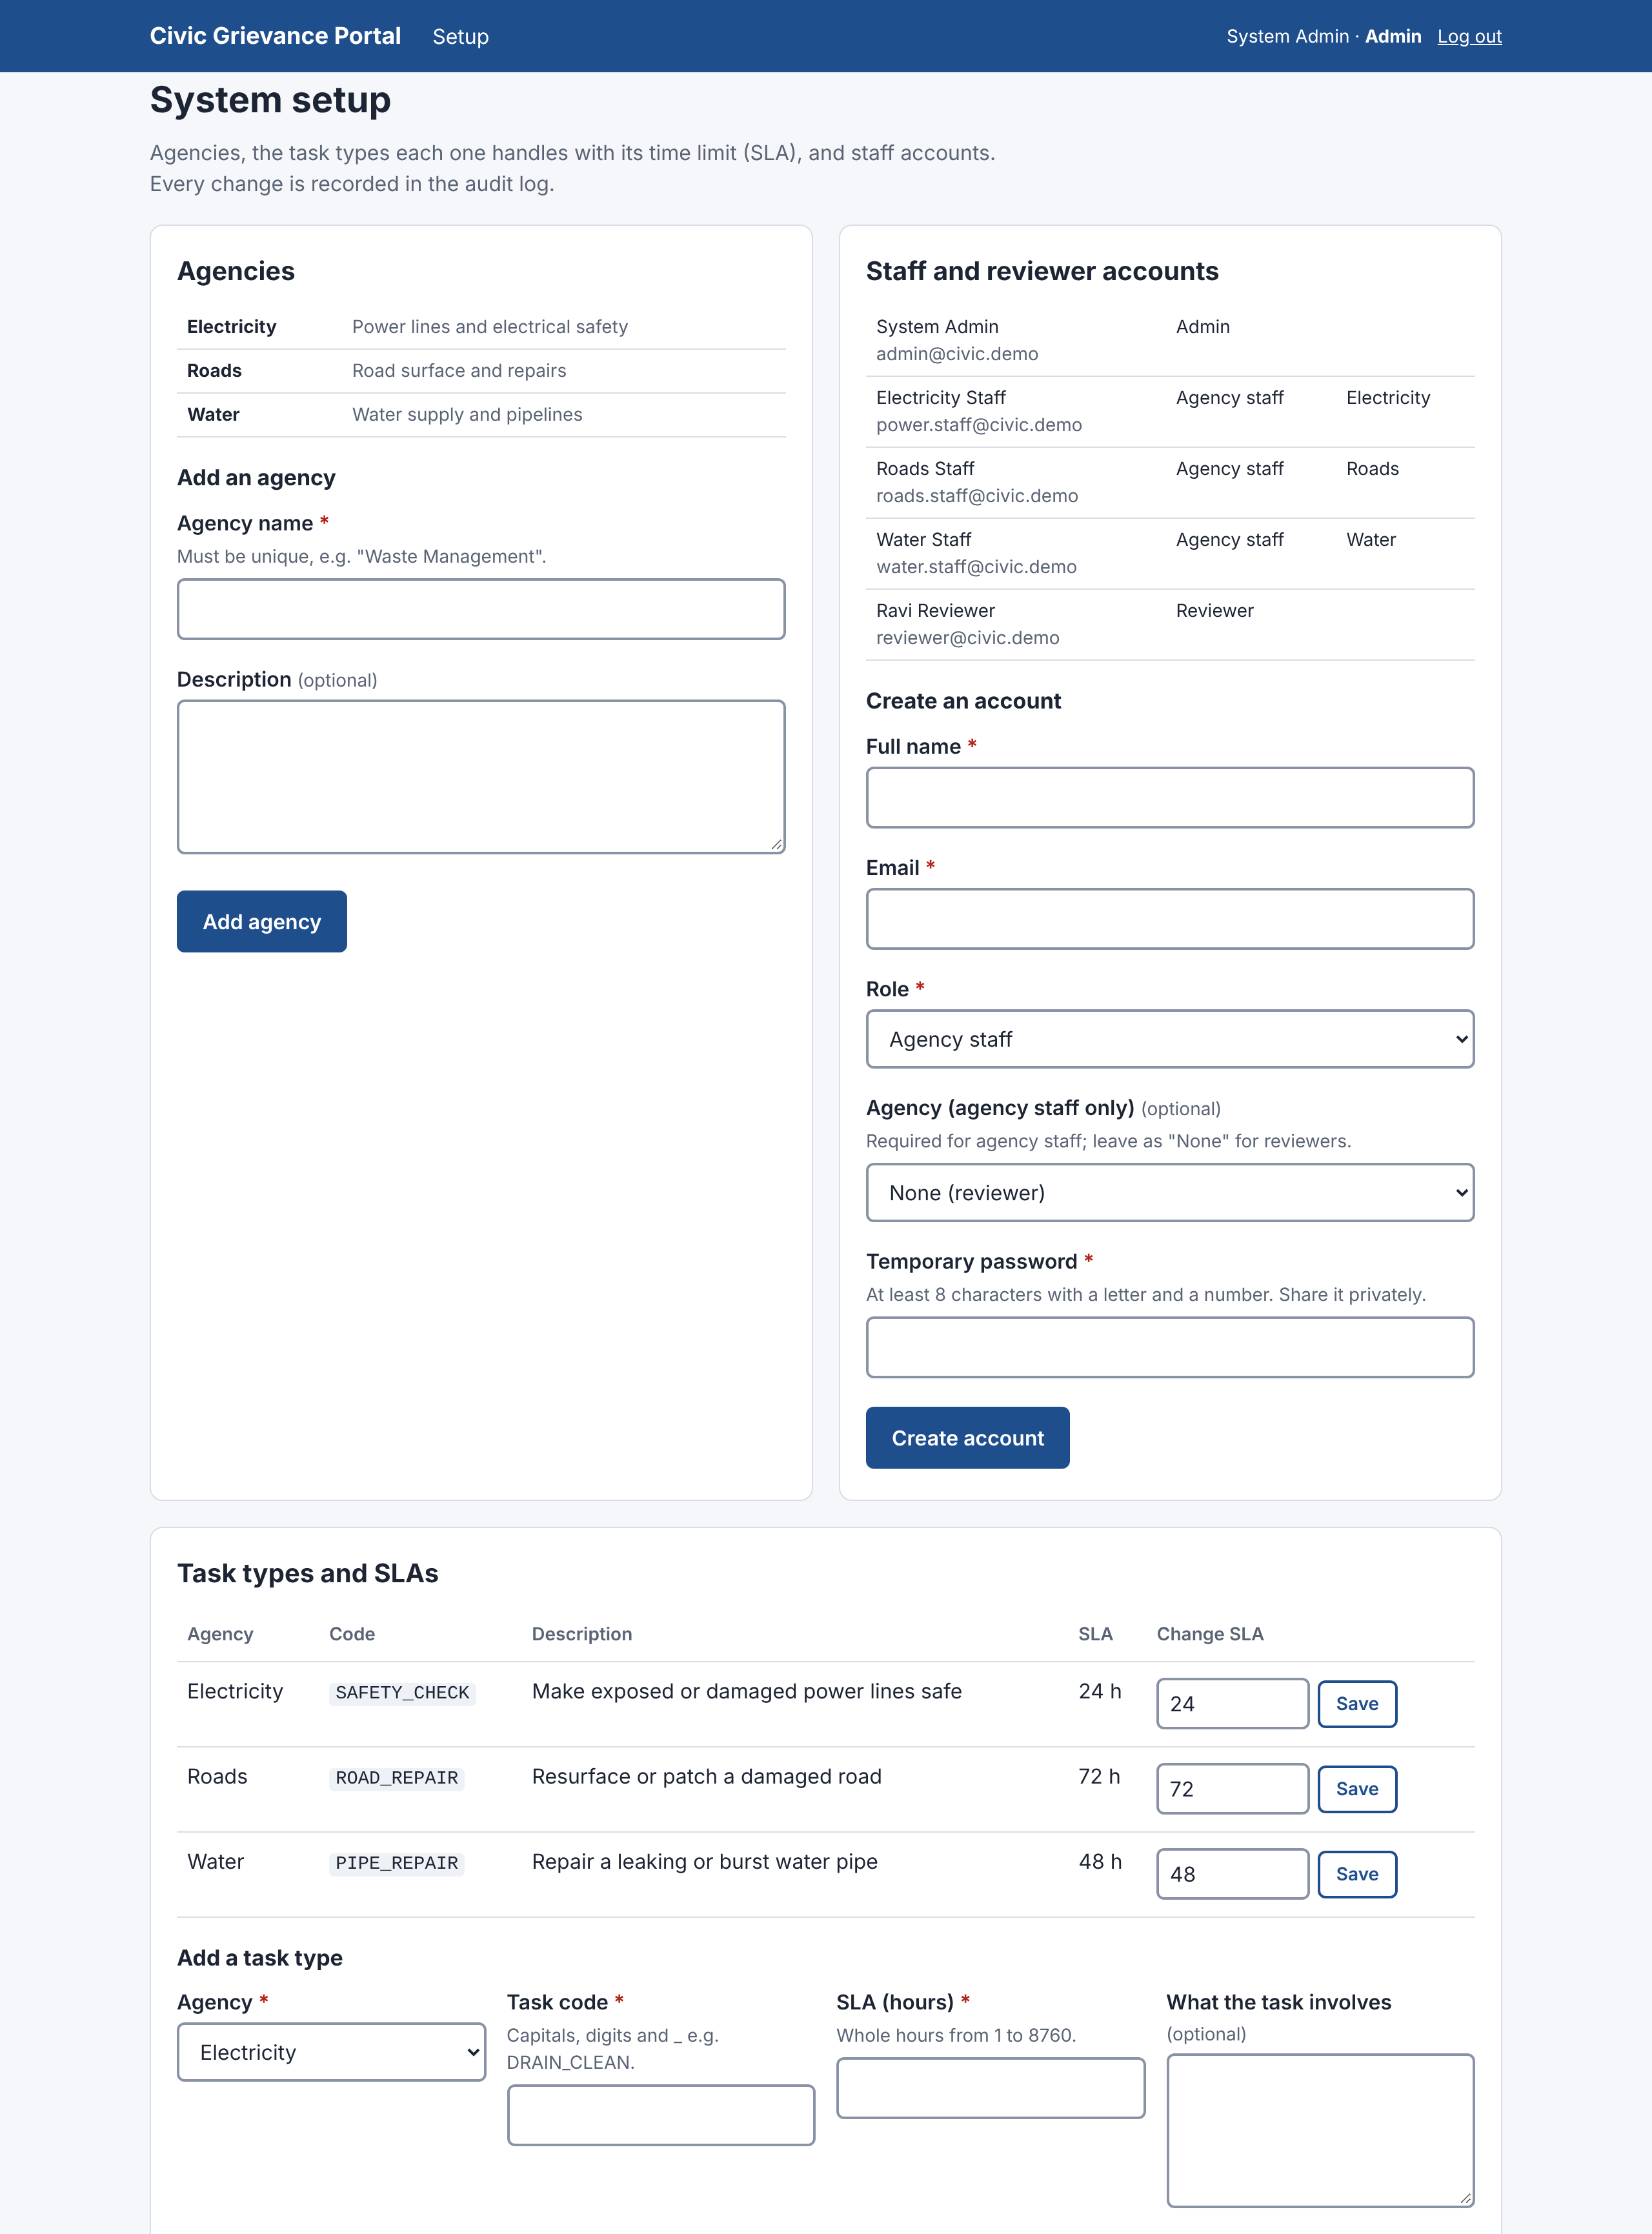 Civic Grievance Portal Setup System Admin · Admin Log out
System setup
Agencies, the task types each one handles with its time limit (SLA), and staff accounts.
Every change is recorded in the audit log.
Agencies
Electricity Power lines and electrical safety
Roads Road surface and repairs
Water Water supply and pipelines
Add an agency
Agency name *
Must be unique, e.g. "Waste Management".
Description (optional)
Add agency
Staff and reviewer accounts
System Admin Admin
admin@civic.demo
Electricity Staff Agency staff Electricity
power.staff@civic.demo
Roads Staff Agency staff Roads
roads.staff@civic.demo
Water Staff Agency staff Water
water.staff@civic.demo
Ravi Reviewer Reviewer
reviewer@civic.demo
Create an account
Full name *
Email *
Role *
Agency staff
Agency (agency staff only) (optional)
Required for agency staff; leave as "None" for reviewers.
None (reviewer)
Temporary password *
At least 8 characters with a letter and a number. Share it privately.
Create account
Task types and SLAs
Agency Code Description SLA Change SLA
Electricity SAFETY_CHECK Make exposed or damaged power lines safe 24 h 24 Save
Roads ROAD_REPAIR Resurface or patch a damaged road 72 h 72 Save
Water PIPE_REPAIR Repair a leaking or burst water pipe 48 h 48 Save
Add a task type
Agency *
Electricity
Task code *
Capitals, digits and _ e.g.
DRAIN_CLEAN.
SLA (hours) *
Whole hours from 1 to 8760.
What the task involves
(optional)